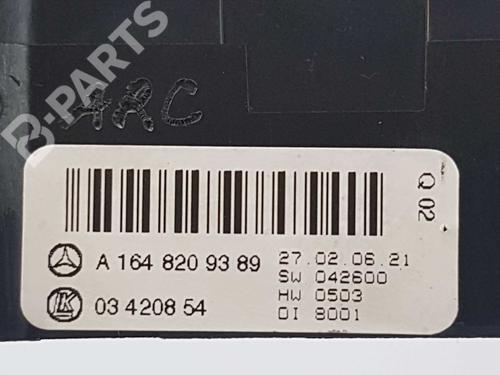 B-PARTS
ARC
Q 02
A 164 820 93 89
27.02.06.21
SW 042600
LK 03 4208 54
HW 0503
DI 8001